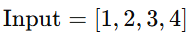 Input = [1, 2, 3, 4]